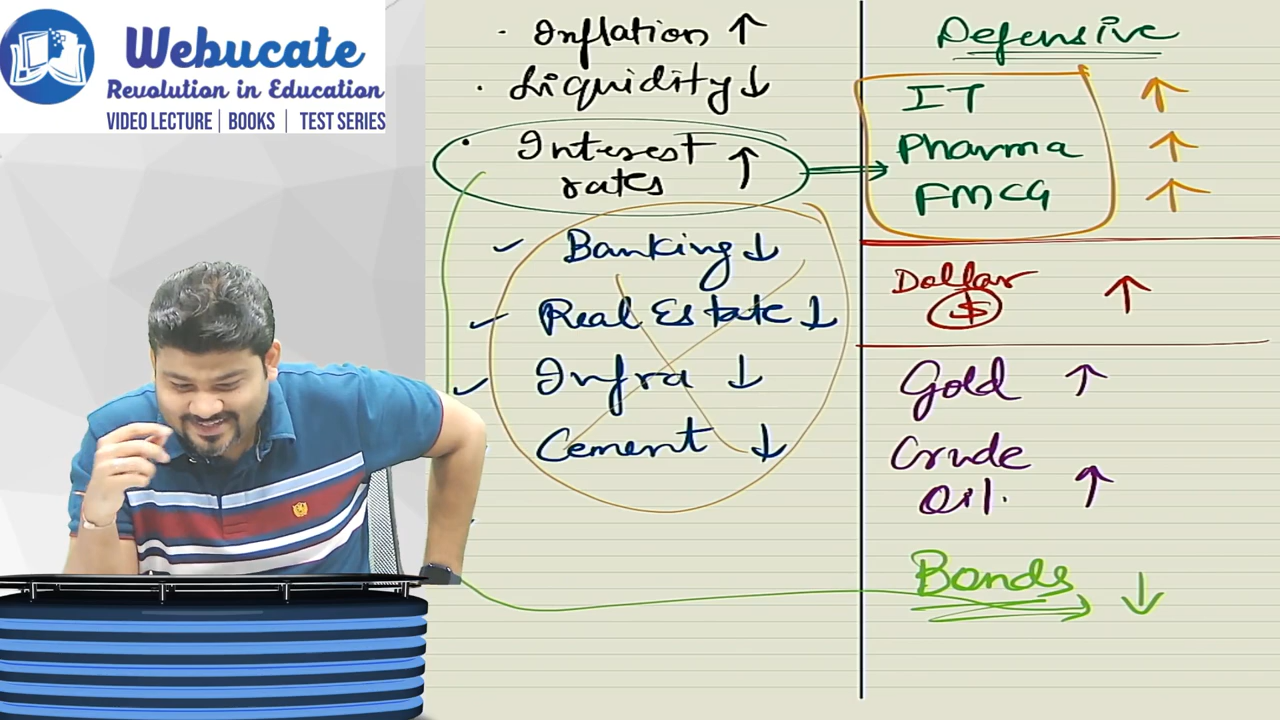 Webucate
Revolution in Education
VIDEO LECTURE | BOOKS | TEST SERIES
· Inflation ↑
· Liquidity ↓
· Interest rates ↑
✓ Banking ↓
✓ Real Estate ↓
✓ Infra ↓
Cement ↓
Defensive
IT ↑
Pharma ↑
FMCG ↑
Dollar ↑
$
Gold ↑
Crude
Oil. ↑
Bonds ↓